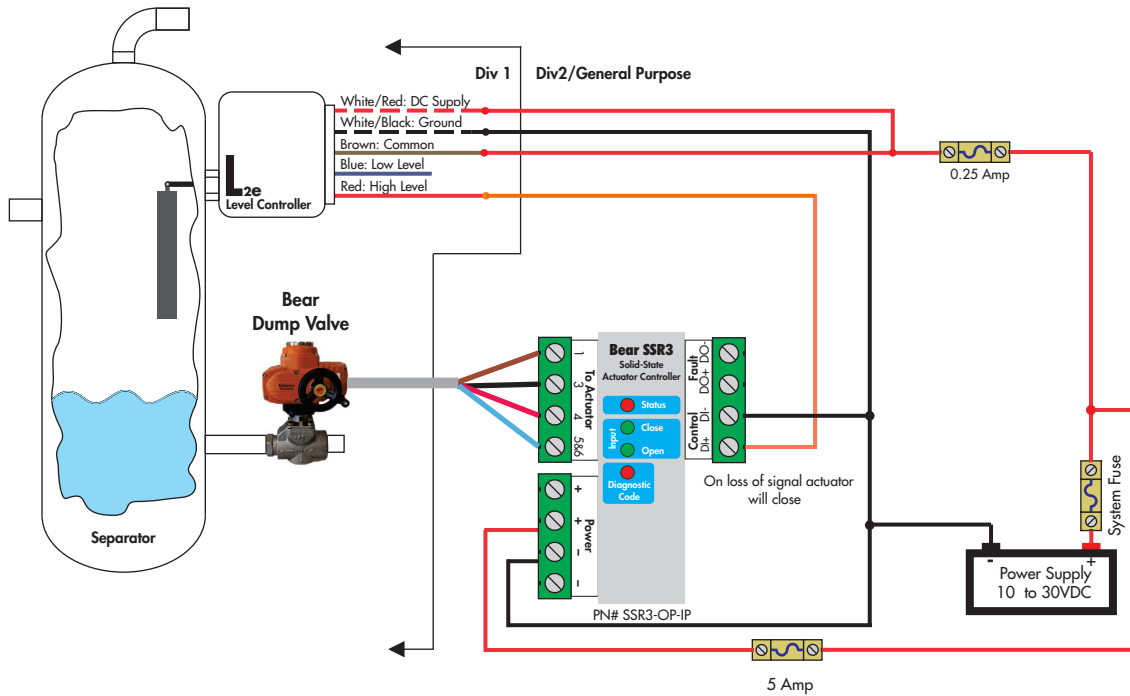 Div 1
Div2/General Purpose
White/Red: DC Supply
White/Black: Ground
Brown: Common
Blue: Low Level
Red: High Level
L2e
Level Controller
0.25 Amp
Bear
Dump Valve
Separator
1
3
4
5&6
To Actuator
Bear SSR3
Solid-State
Actuator Controller
Status
Input
Close
Open
Diagnostic
Code
Fault
DO-
DO+
Control
DI-
DI+
+
+
-
-
Power
PN# SSR3-OP-IP
On loss of signal actuator
will close
System Fuse
-
+
Power Supply
10 to 30VDC
5 Amp